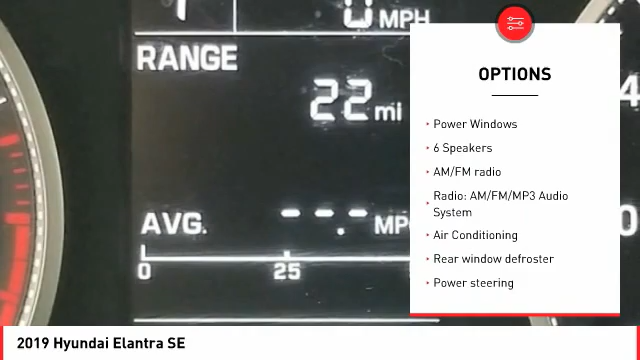 0 MPH
RANGE
22 mi
AVG. --.- MP
0 25
OPTIONS
Power Windows
6 Speakers
AM/FM radio
Radio: AM/FM/MP3 Audio
System
Air Conditioning
Rear window defroster
Power steering
2019 Hyundai Elantra SE